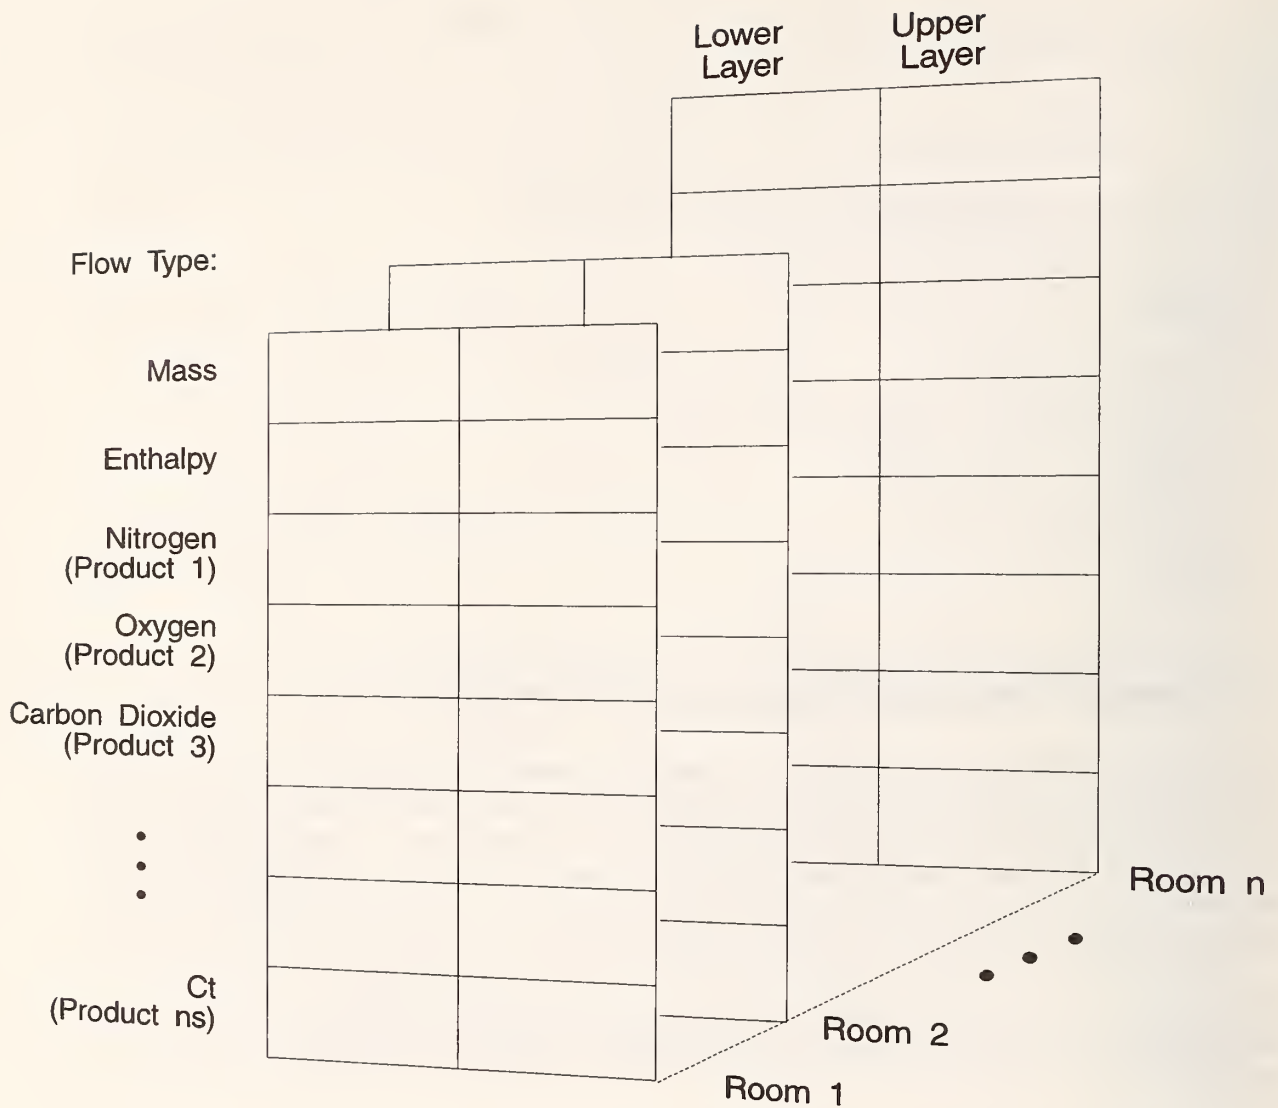 Lower
Layer
Upper
Layer
Flow Type:
Mass
Enthalpy
Nitrogen
(Product 1)
Oxygen
(Product 2)
Carbon Dioxide
(Product 3)
Ct
(Product ns)
Room n
Room 2
Room 1